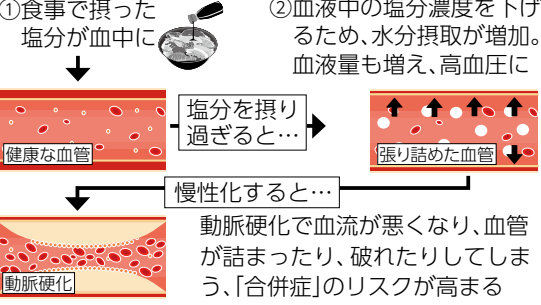 ①食事で摂った
塩分が血中に
②血液中の塩分濃度を下げ
るため、水分摂取が増加。
血液量も増え、高血圧に
健康な血管
塩分を摂り
過ぎると…
張り詰めた血管
慢性化すると…
動脈硬化
動脈硬化で血流が悪くなり、血管
が詰まったり、破れたりしてしま
う、「合併症」のリスクが高まる